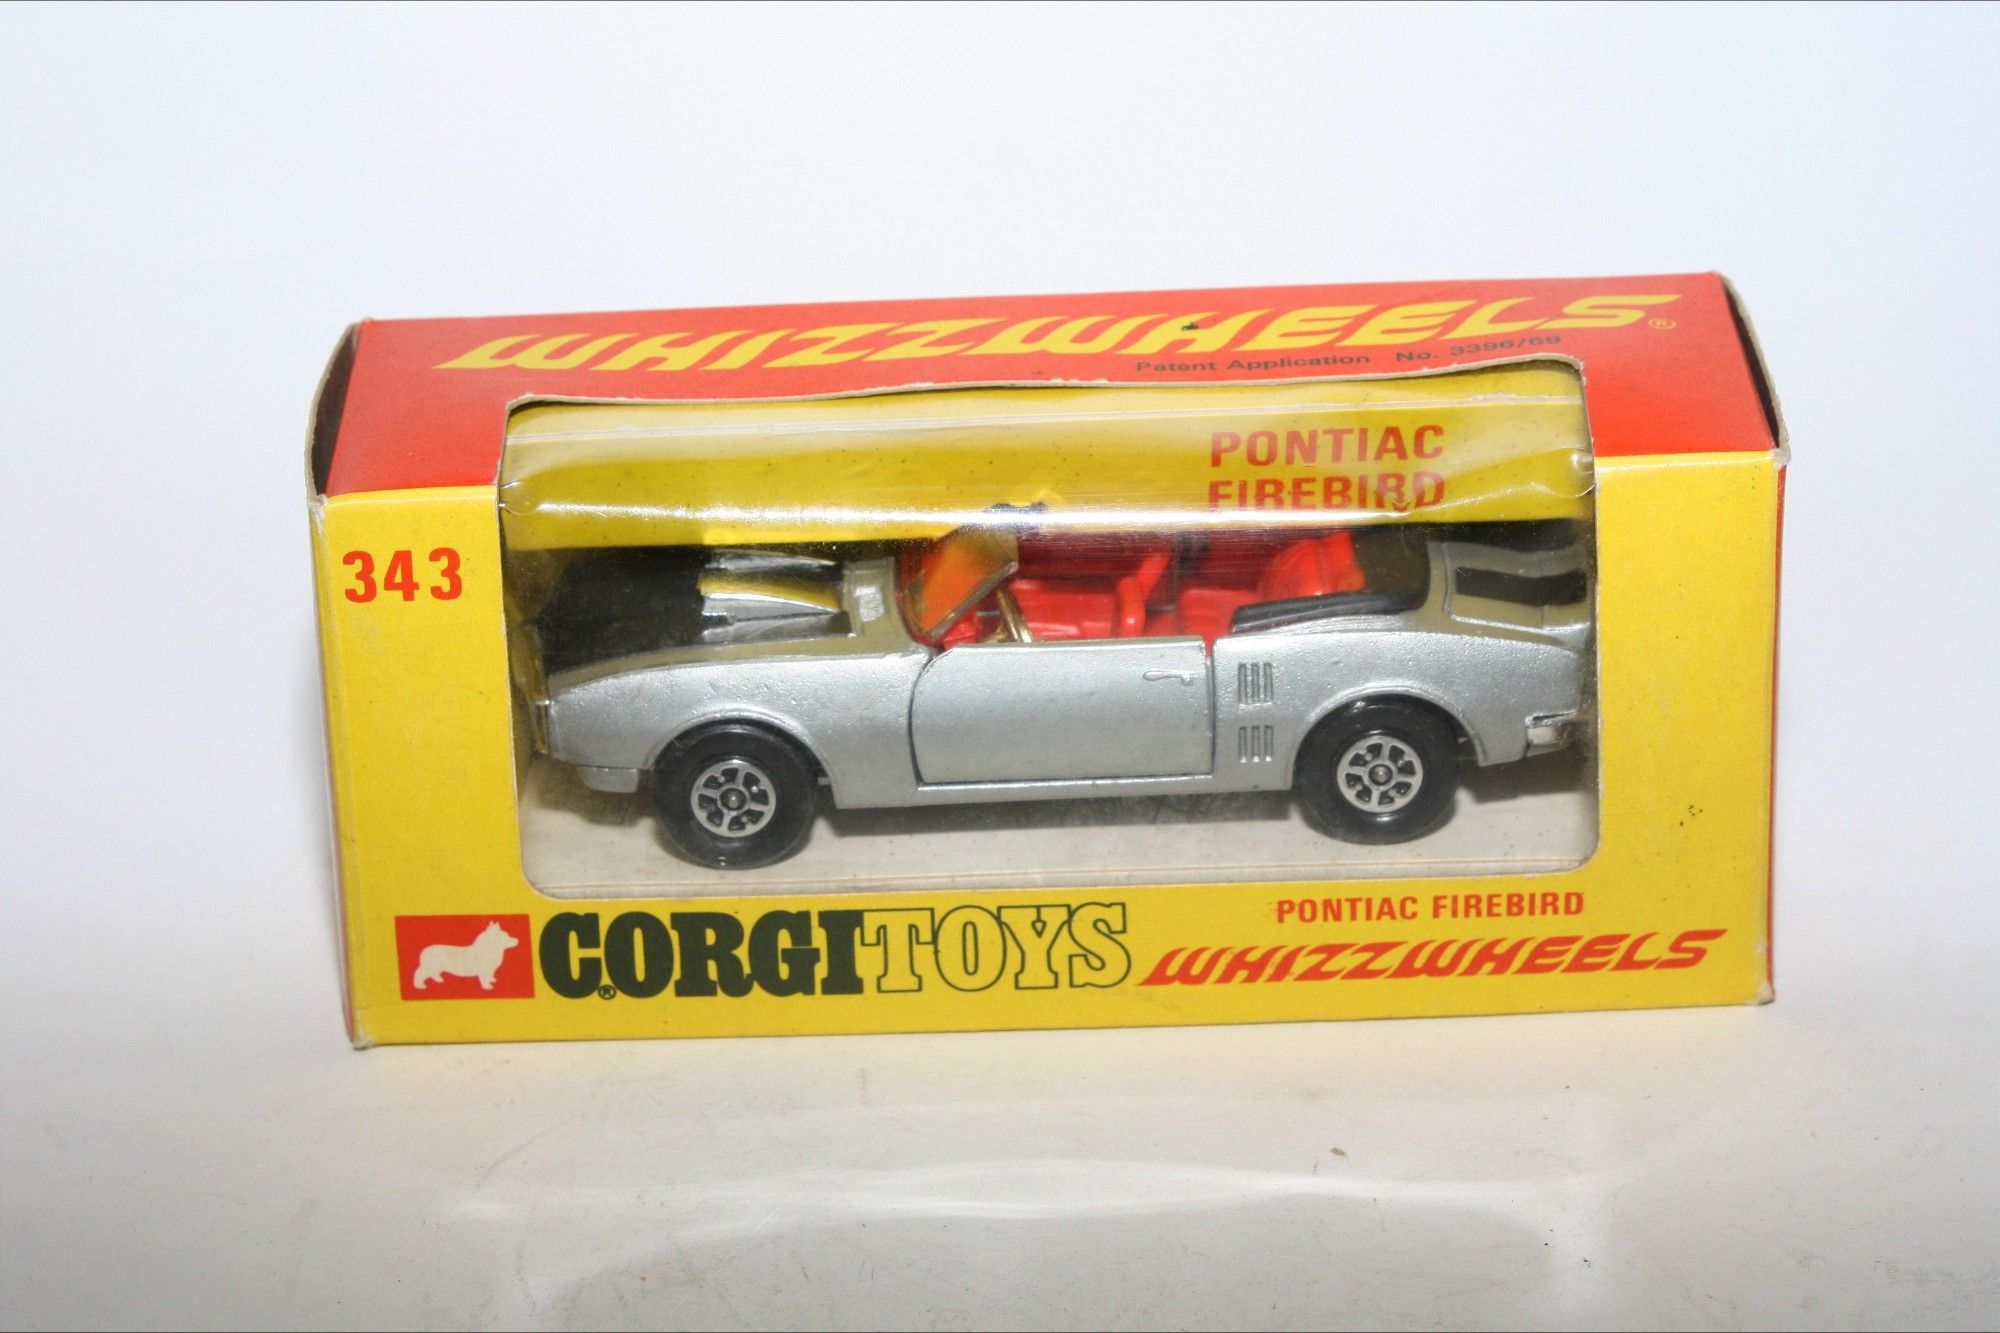 WHIZZWHEELS®
Patent Application No. 3396/69
PONTIAC
FIREBIRD
343
CORGI®TOYS
PONTIAC FIREBIRD
WHIZZWHEELS